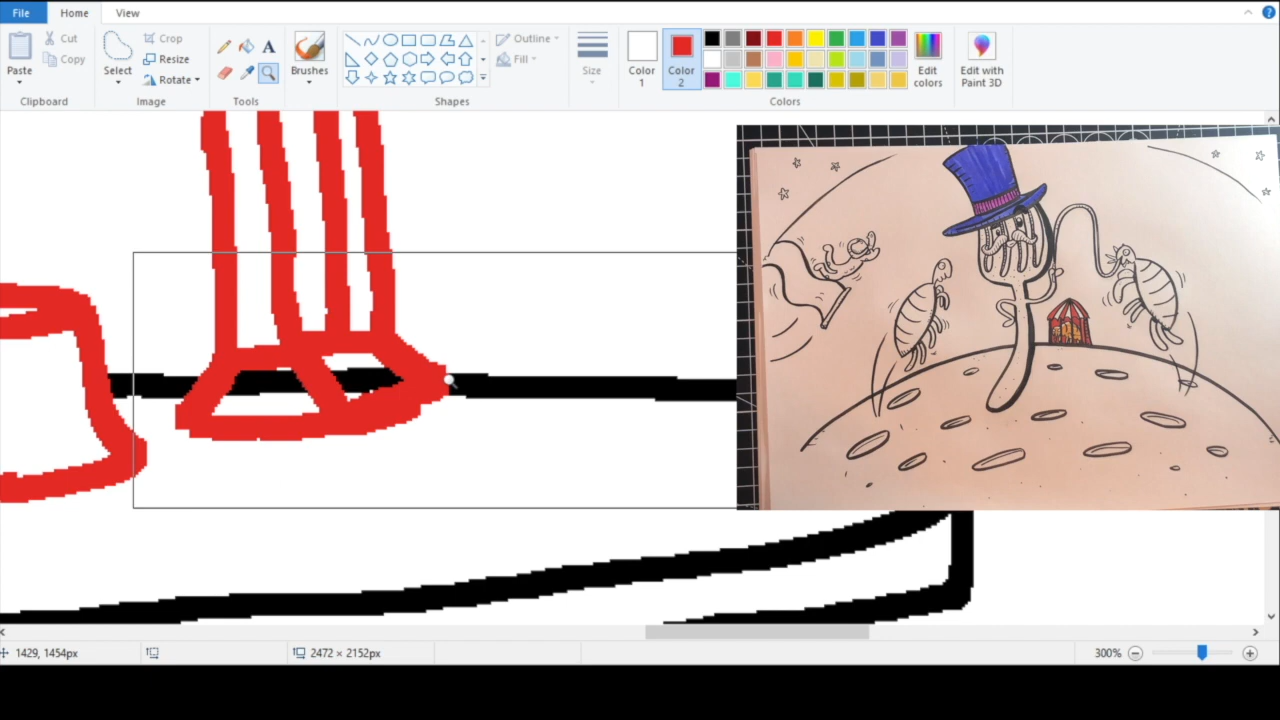 File Home View
Paste Cut Copy Select Crop Resize Rotate Brushes Outline Fill Size Color 1 Color 2 Edit colors Edit with Paint 3D
Clipboard Image Tools Shapes Colors
1429, 1454px 2472 × 2152px 300%